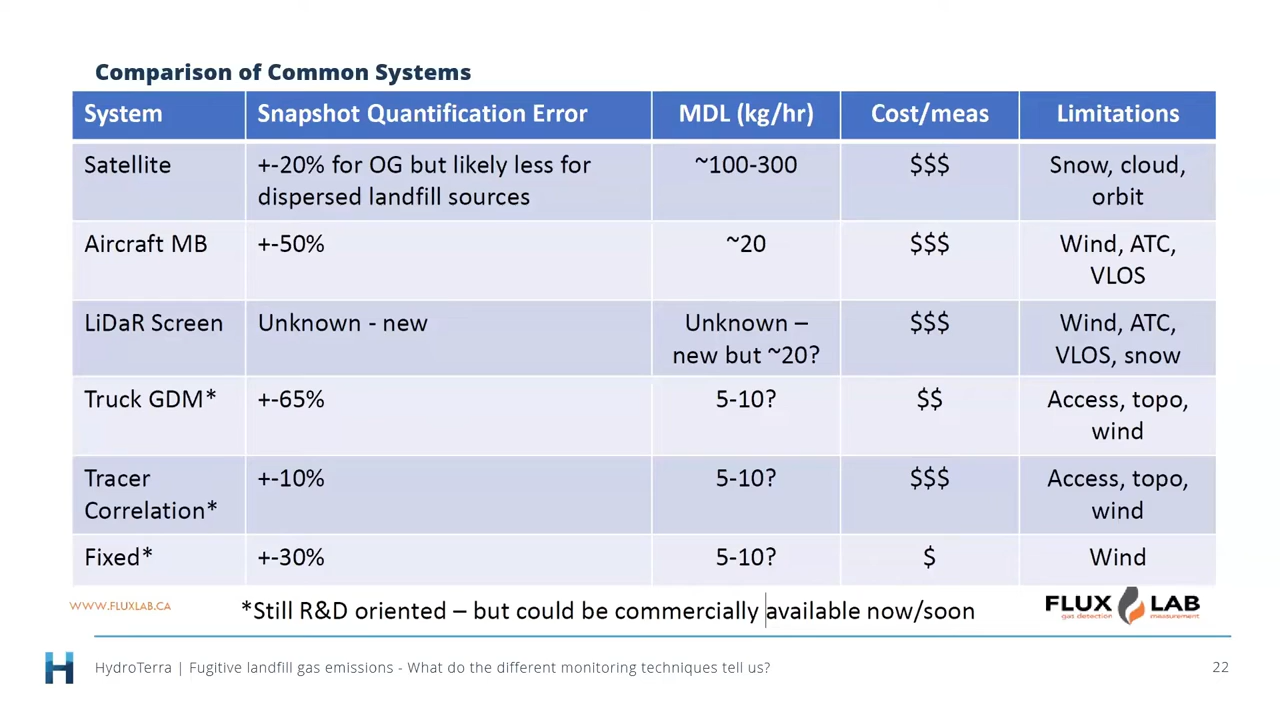 Comparison of Common Systems
System Snapshot Quantification Error MDL (kg/hr) Cost/meas Limitations
Satellite +-20% for OG but likely less for ~100-300 $$$ Snow, cloud,
dispersed landfill sources orbit
Aircraft MB +-50% ~20 $$$ Wind, ATC,
VLOS
LiDaR Screen Unknown - new Unknown – $$$ Wind, ATC,
new but ~20? VLOS, snow
Truck GDM* +-65% 5-10? $$ Access, topo,
wind
Tracer +-10% 5-10? $$$ Access, topo,
Correlation* wind
Fixed* +-30% 5-10? $ Wind
WWW.FLUXLAB.CA *Still R&D oriented – but could be commercially available now/soon FLUX LAB
gas detection measurement
HydroTerra | Fugitive landfill gas emissions - What do the different monitoring techniques tell us? 22